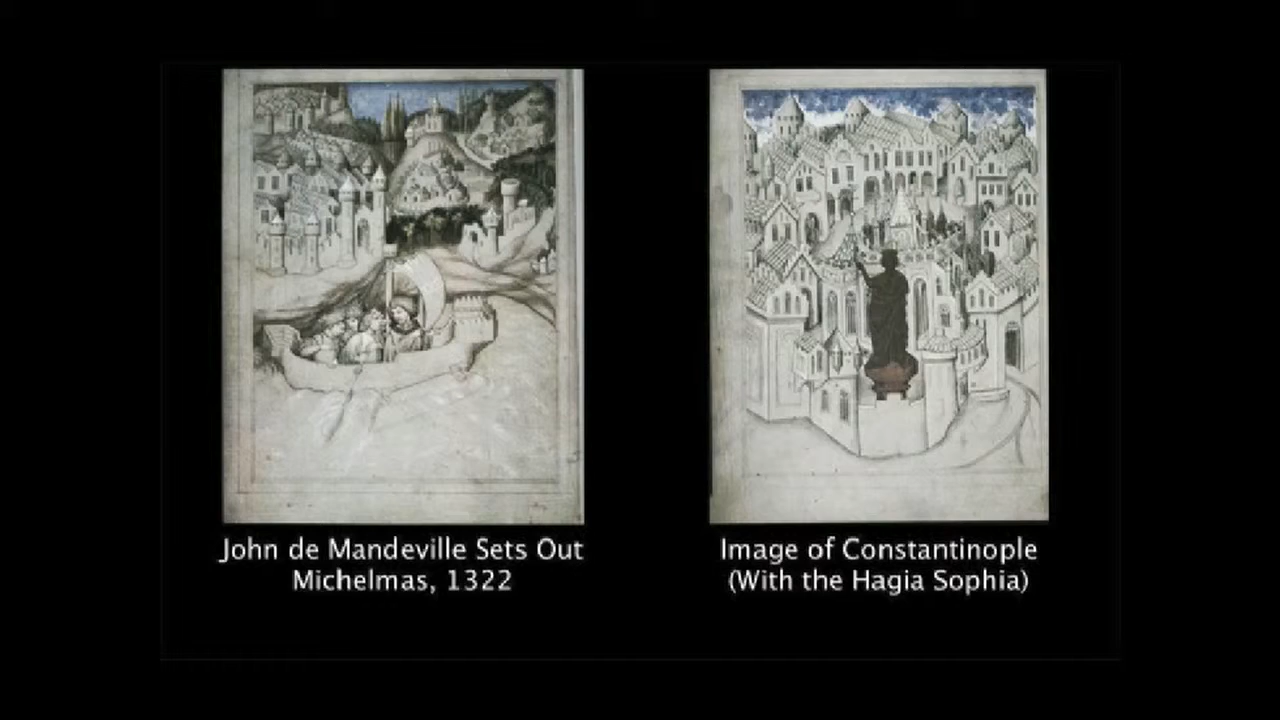 John de Mandeville Sets Out
Michelmas, 1322
Image of Constantinople
(With the Hagia Sophia)